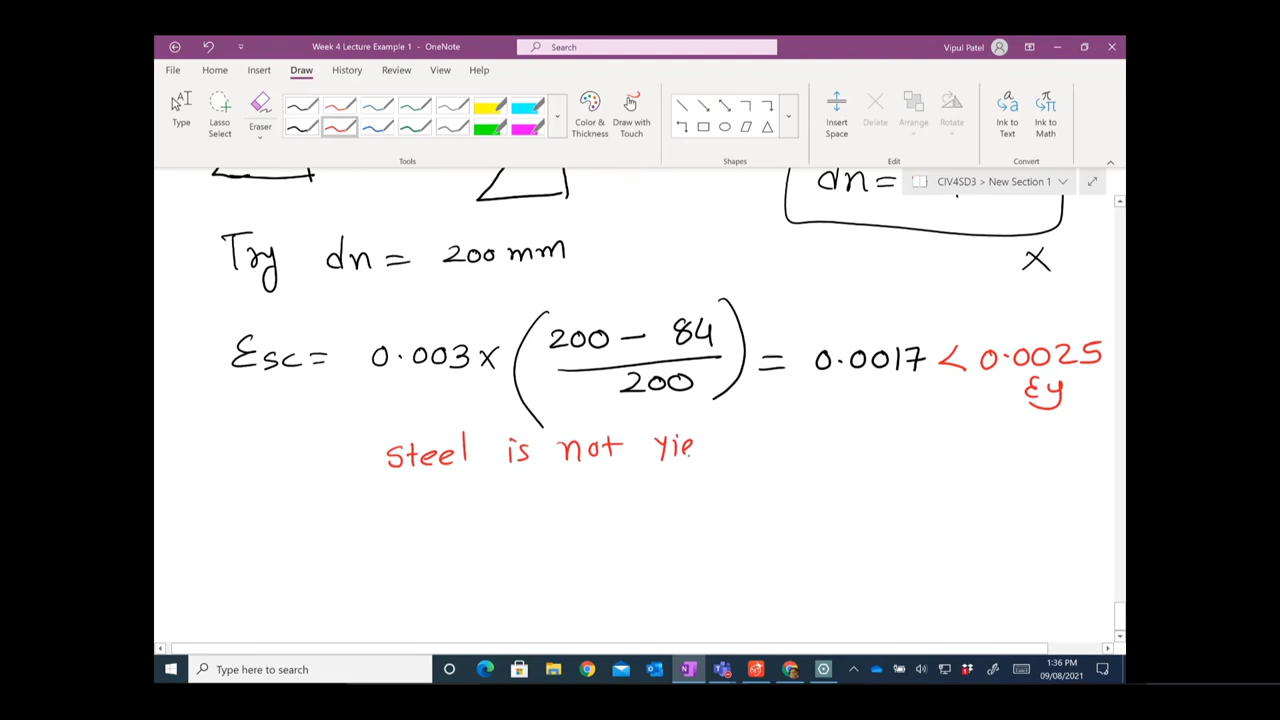 Week 4 Lecture Example 1 - OneNote
Search
Vipul Patel
File Home Insert Draw History Review View Help
Type
Lasso Select
Eraser
Color & Thickness
Draw with Touch
Insert Space
Delete
Arrange
Rotate
Ink to Text
Ink to Math
Tools
Shapes
Edit
Convert
CIV4SD3 > New Section 1
dn =
Try dn = 200 mm
X
Esc = 0.003 x (200 - 84 / 200) = 0.0017 < 0.0025
Ey
Steel is not yie
Type here to search
1:36 PM
09/08/2021